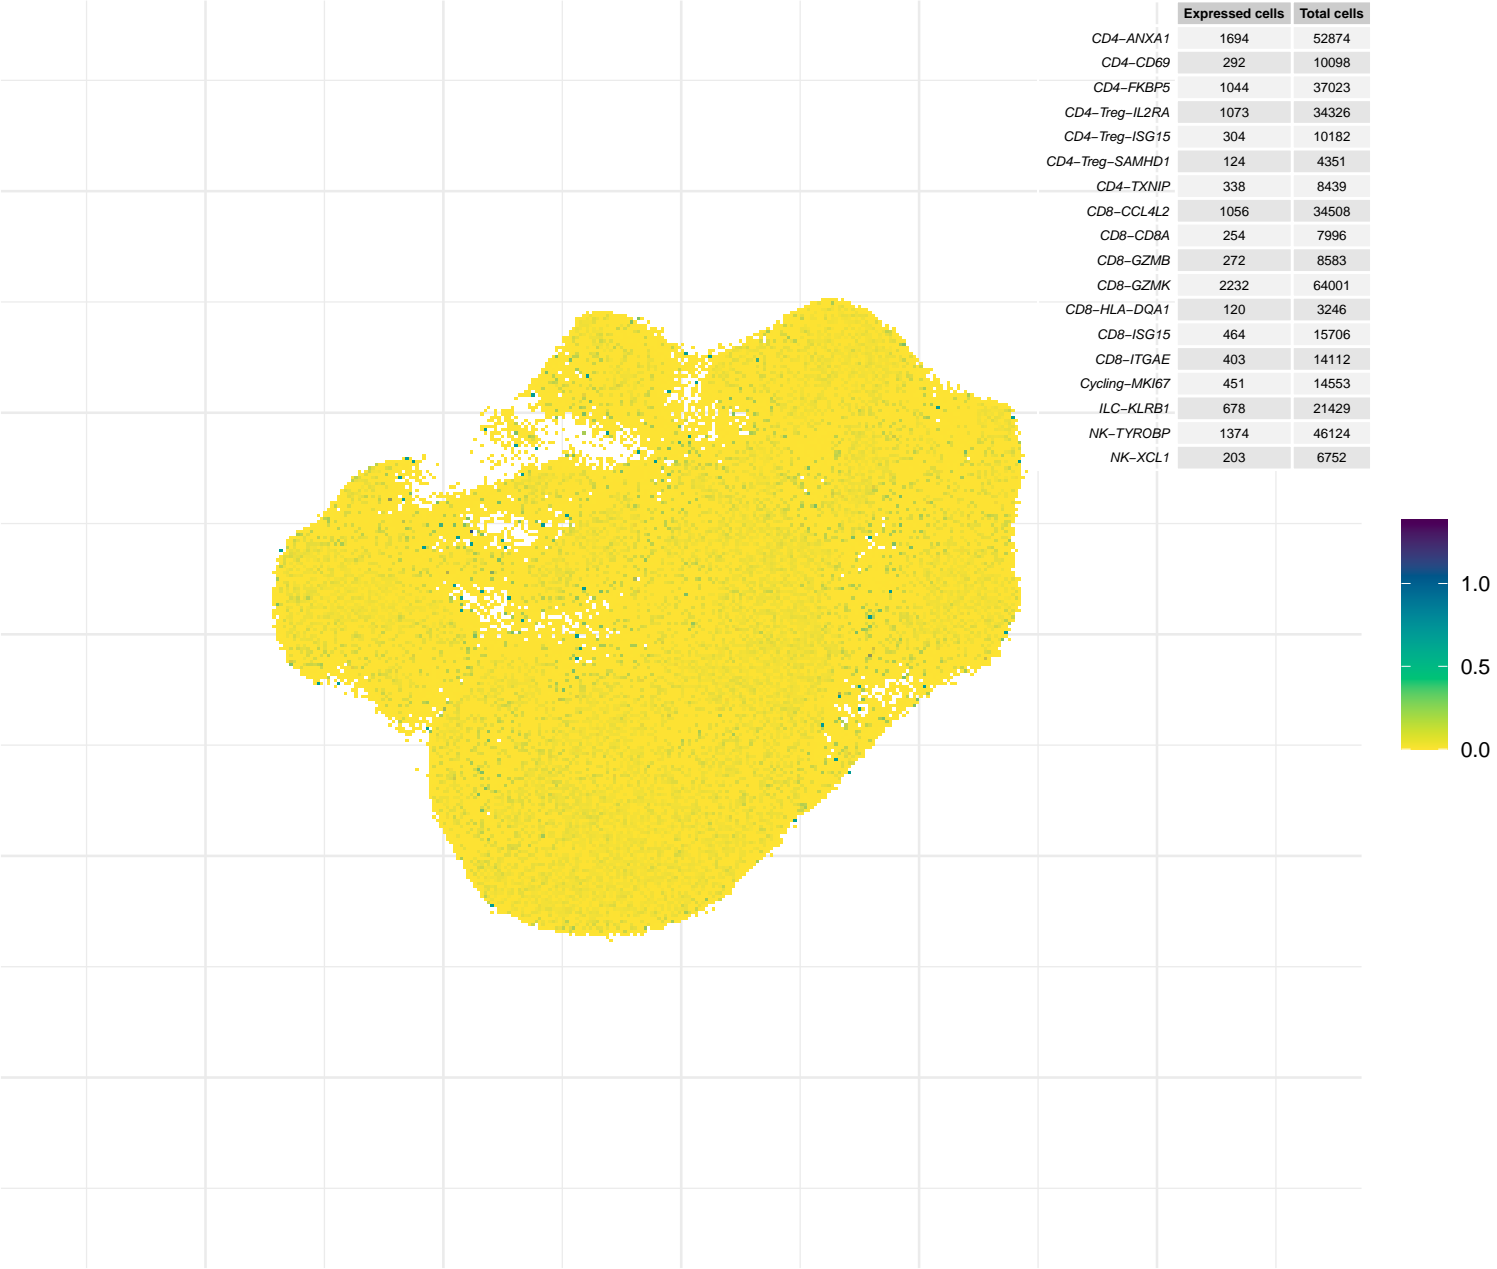 Expressed cells Total cells
CD4−ANXA1 1694 52874
CD4−CD69 292 10098
CD4−FKBP5 1044 37023
CD4−Treg−IL2RA 1073 34326
CD4−Treg−ISG15 304 10182
CD4−Treg−SAMHD1 124 4351
CD4−TXNIP 338 8439
CD8−CCL4L2 1056 34508
CD8−CD8A 254 7996
CD8−GZMB 272 8583
CD8−GZMK 2232 64001
CD8−HLA−DQA1 120 3246
CD8−ISG15 464 15706
CD8−ITGAE 403 14112
Cycling−MKI67 451 14553
ILC−KLRB1 678 21429
NK−TYROBP 1374 46124
NK−XCL1 203 6752
1.0
0.5
0.0